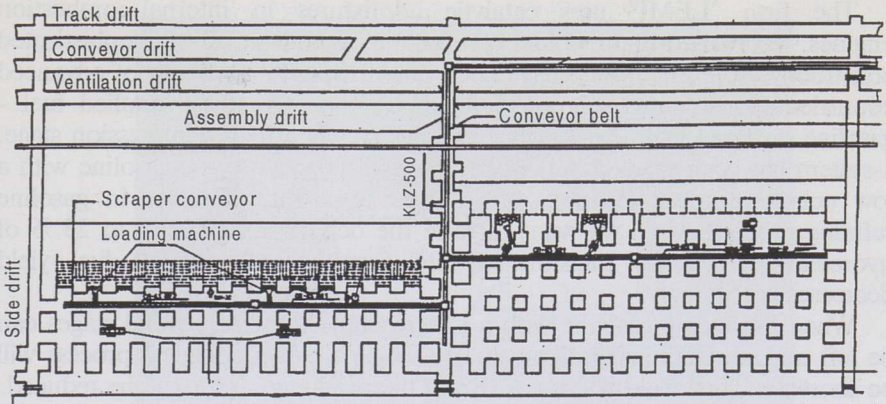 Track drift
Conveyor drift
Ventilation drift
Assembly drift
Conveyor belt
KLZ-500
Scraper conveyor
Loading machine
side drift